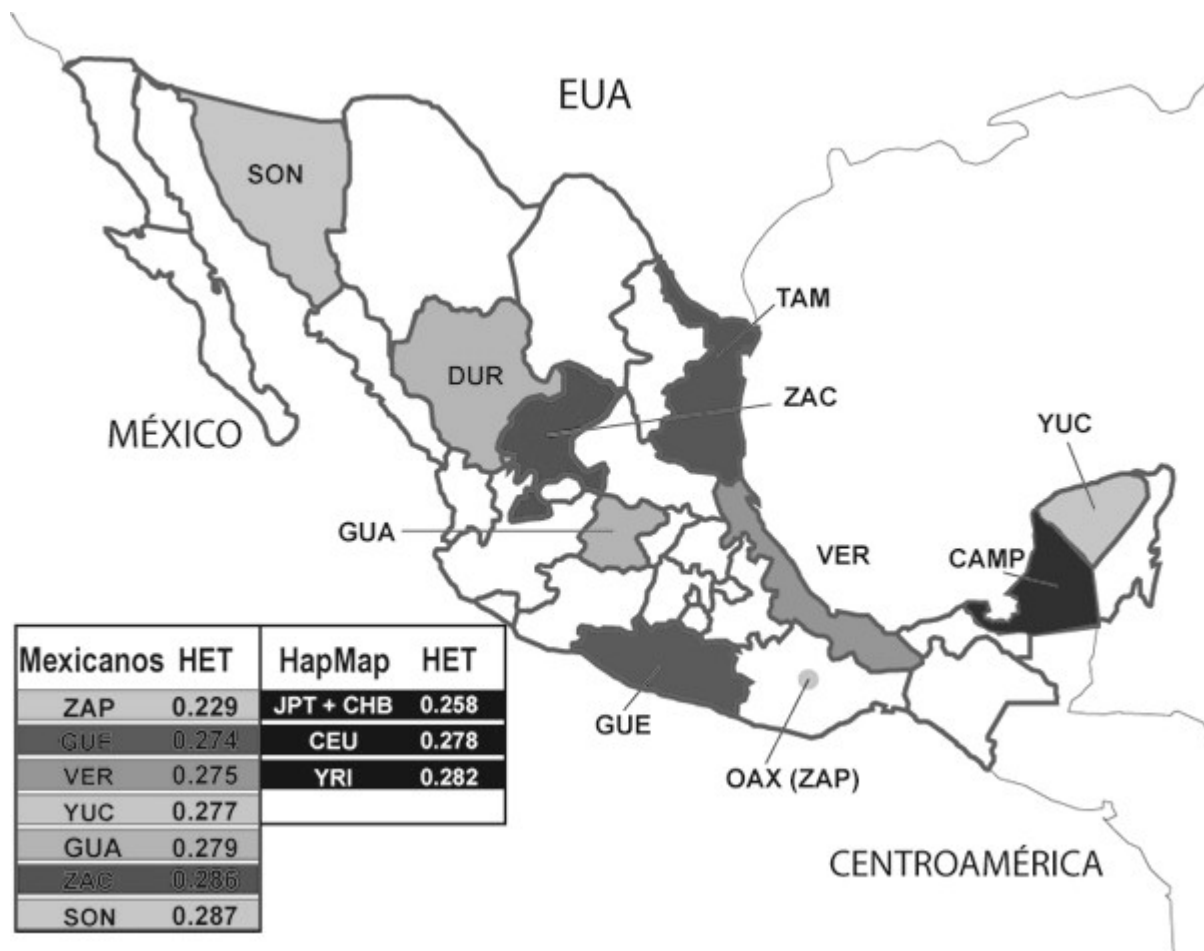 EUA
SON
TAM
DUR
ZAC
MÉXICO
YUC
GUA
VER
CAMP
GUE
OAX (ZAP)
CENTROAMÉRICA
Mexicanos HET
ZAP 0.229
GUE 0.274
VER 0.275
YUC 0.277
GUA 0.279
ZAC 0.286
SON 0.287
HapMap HET
JPT + CHB 0.258
CEU 0.278
YRI 0.282